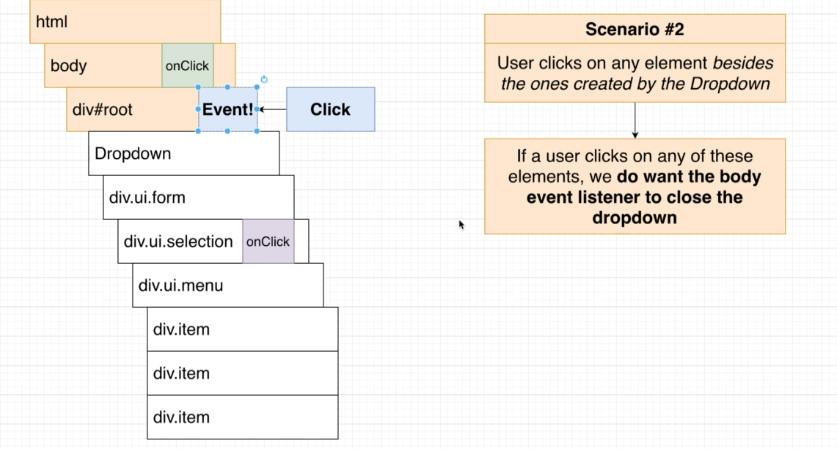 html
body
onClick
div#root
Event!
Click
Dropdown
div.ui.form
div.ui.selection
onClick
div.ui.menu
div.item
div.item
div.item
Scenario #2
User clicks on any element besides
the ones created by the Dropdown
If a user clicks on any of these
elements, we do want the body
event listener to close the
dropdown